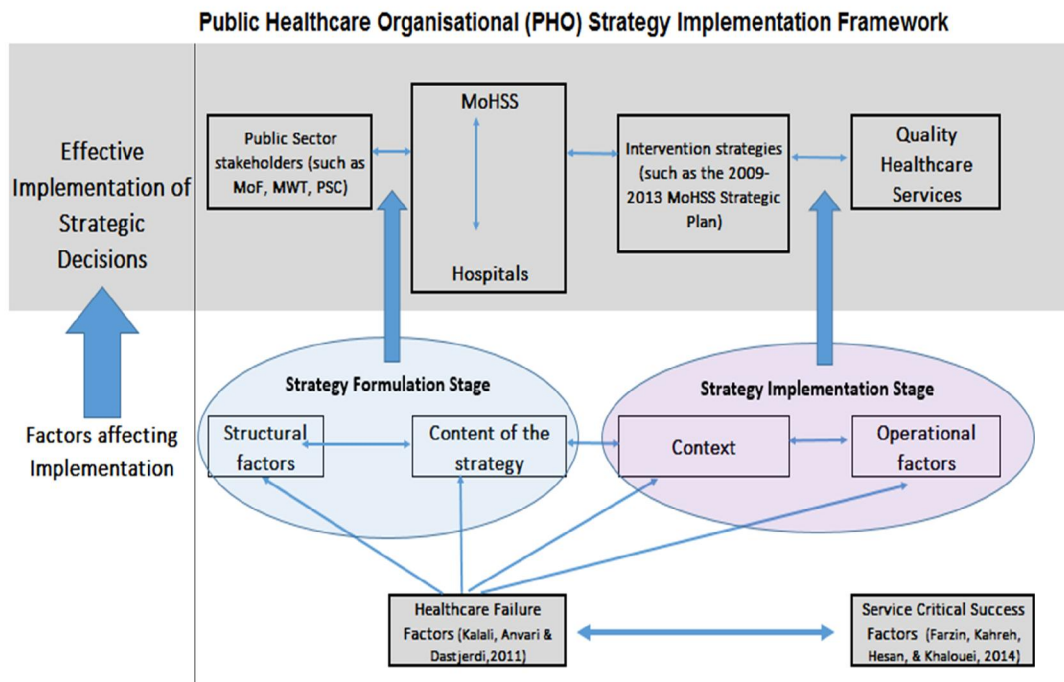 Public Healthcare Organisational (PHO) Strategy Implementation Framework
Effective
Implementation of
Strategic
Decisions
Public Sector
stakeholders (such as
MoF, MWT, PSC)
MoHSS
Hospitals
Intervention strategies
(such as the 2009-
2013 MoHSS Strategic
Plan)
Quality
Healthcare
Services
Factors affecting
Implementation
Strategy Formulation Stage
Structural
factors
Content of the
strategy
Strategy Implementation Stage
Context
Operational
factors
Healthcare Failure
Factors (Kalali, Anvari &
Dastjerdi,2011)
Service Critical Success
Factors (Farzin, Kahreh,
Hesan, & Khalouei, 2014)